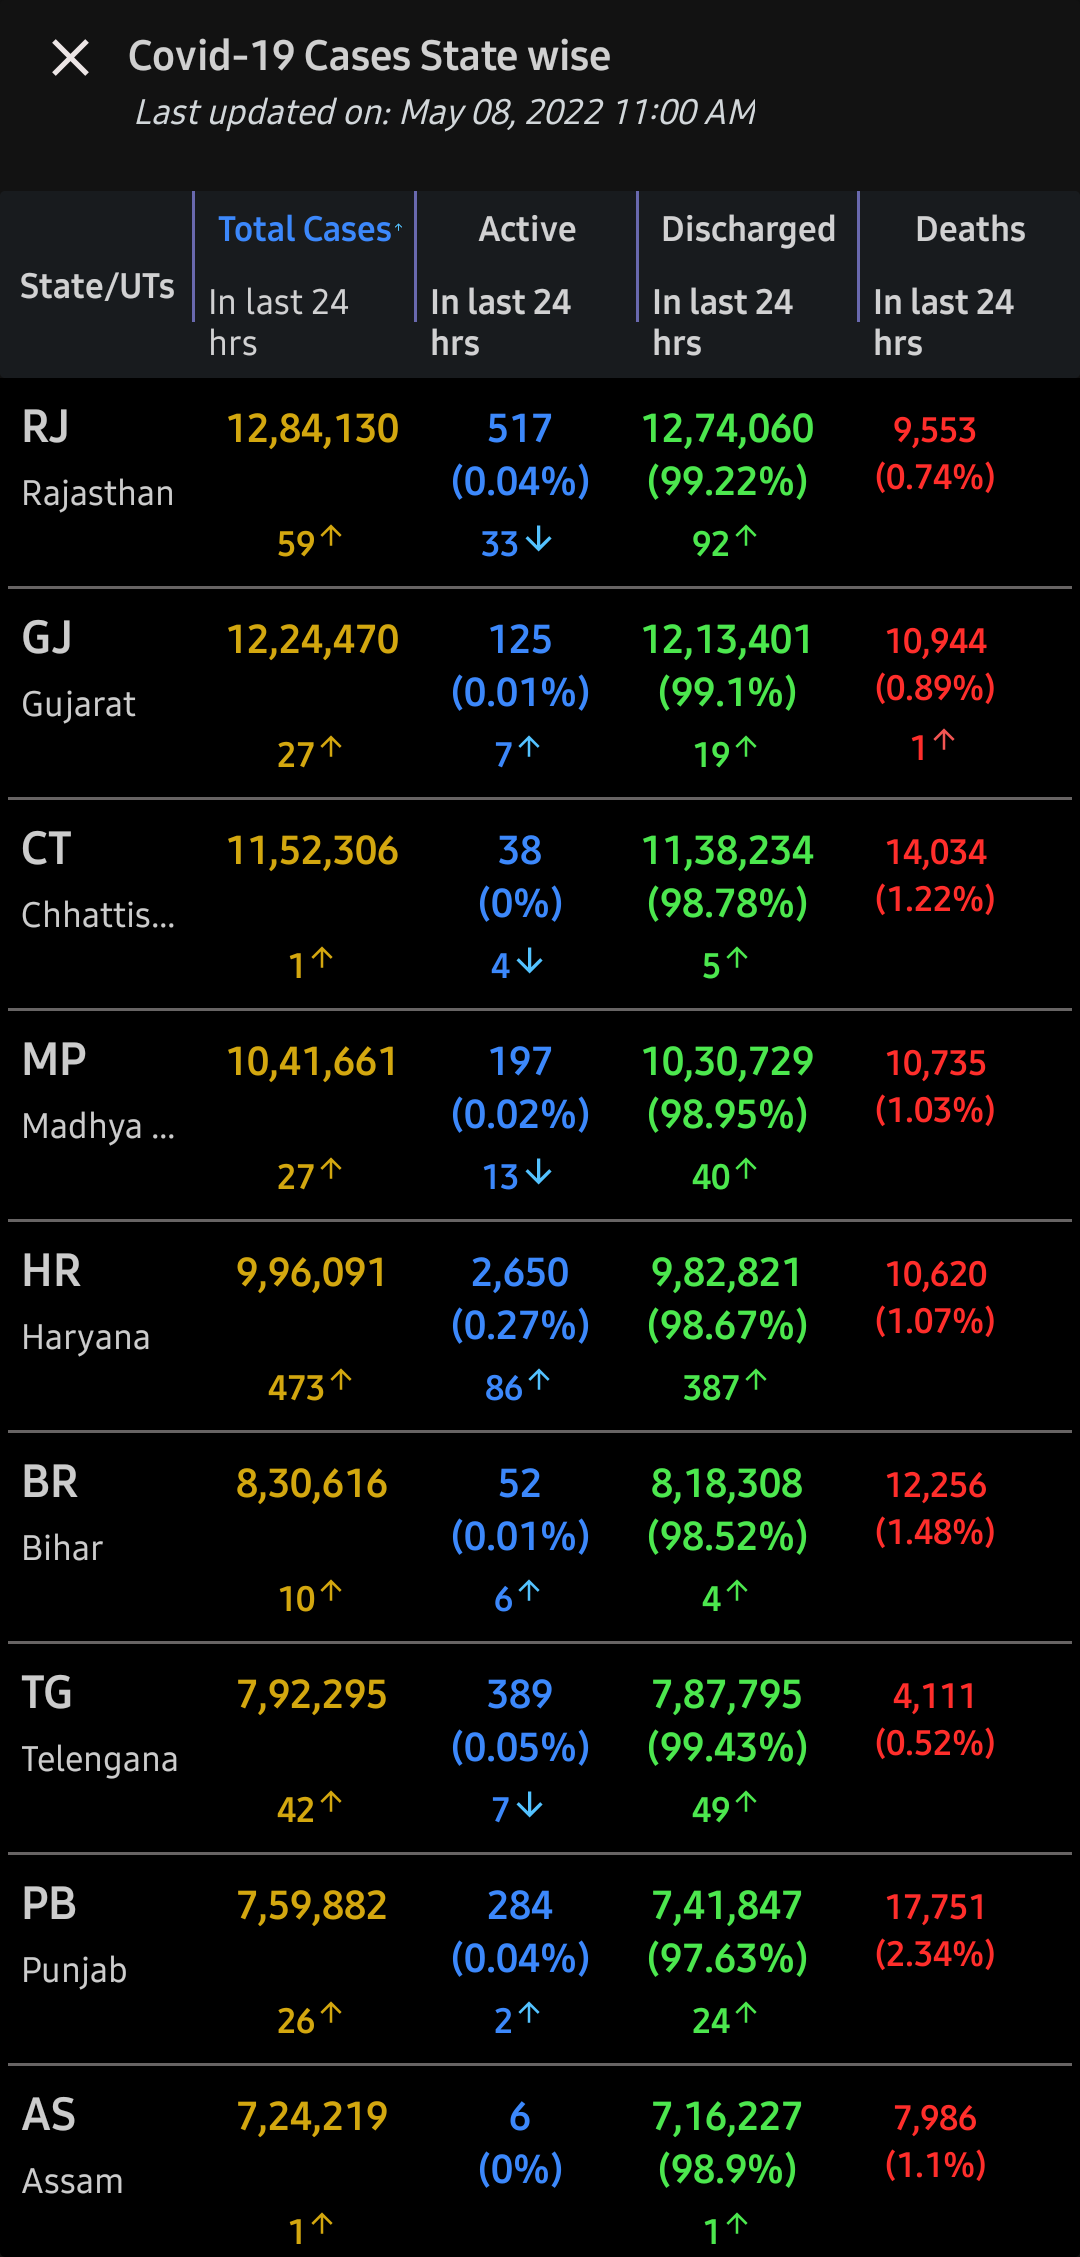 Covid-19 Cases State wise
Last updated on: May 08, 2022 11:00 AM
State/UTs
Total Cases↑ Active Discharged Deaths
In last 24 hrs In last 24 hrs In last 24 hrs In last 24 hrs
RJ 12,84,130 517 12,74,060 9,553
Rajasthan (0.04%) (99.22%) (0.74%)
59↑ 33↓ 92↑
GJ 12,24,470 125 12,13,401 10,944
Gujarat (0.01%) (99.1%) (0.89%)
27↑ 7↑ 19↑ 1↑
CT 11,52,306 38 11,38,234 14,034
Chhattis... (0%) (98.78%) (1.22%)
1↑ 4↓ 5↑
MP 10,41,661 197 10,30,729 10,735
Madhya ... (0.02%) (98.95%) (1.03%)
27↑ 13↓ 40↑
HR 9,96,091 2,650 9,82,821 10,620
Haryana (0.27%) (98.67%) (1.07%)
473↑ 86↑ 387↑
BR 8,30,616 52 8,18,308 12,256
Bihar (0.01%) (98.52%) (1.48%)
10↑ 6↑ 4↑
TG 7,92,295 389 7,87,795 4,111
Telengana (0.05%) (99.43%) (0.52%)
42↑ 7↓ 49↑
PB 7,59,882 284 7,41,847 17,751
Punjab (0.04%) (97.63%) (2.34%)
26↑ 2↑ 24↑
AS 7,24,219 6 7,16,227 7,986
Assam (0%) (98.9%) (1.1%)
1↑ 1↑